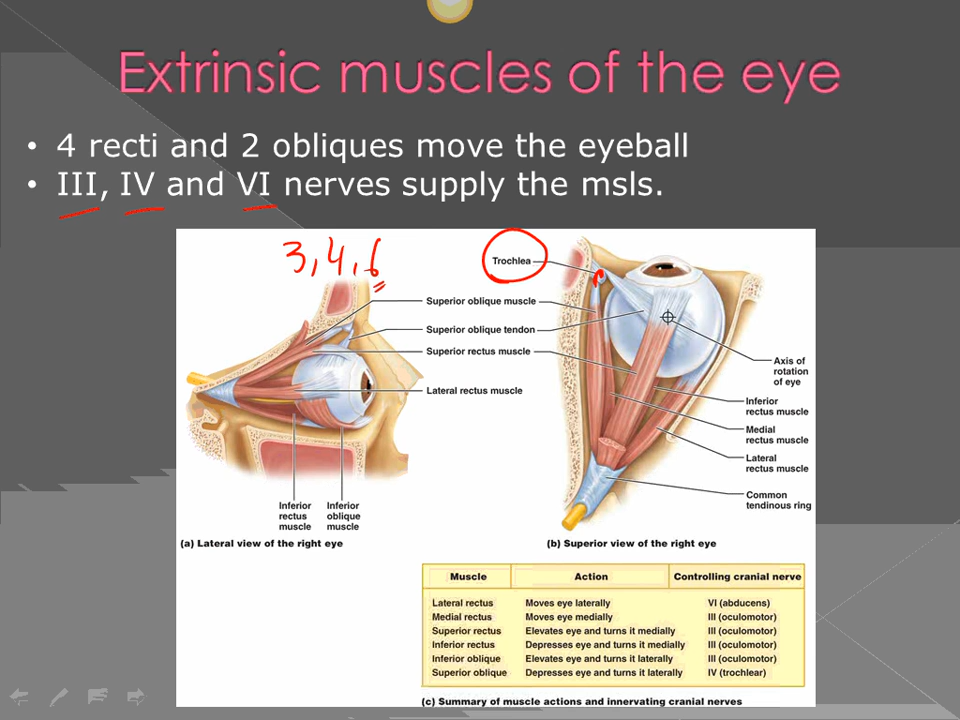 Extrinsic muscles of the eye
• 4 recti and 2 obliques move the eyeball
• III, IV and VI nerves supply the msls.
3, 4, 6
Trochlea
Superior oblique muscle
Superior oblique tendon
Superior rectus muscle
Lateral rectus muscle
Axis of
rotation
of eye
Inferior
rectus muscle
Medial
rectus muscle
Lateral
rectus muscle
Common
tendinous ring
Inferior
rectus
muscle
Inferior
oblique
muscle
(a) Lateral view of the right eye
(b) Superior view of the right eye
Muscle Action Controlling cranial nerve
Lateral rectus Moves eye laterally VI (abducens)
Medial rectus Moves eye medially III (oculomotor)
Superior rectus Elevates eye and turns it medially III (oculomotor)
Inferior rectus Depresses eye and turns it medially III (oculomotor)
Inferior oblique Elevates eye and turns it laterally III (oculomotor)
Superior oblique Depresses eye and turns it laterally IV (trochlear)
(c) Summary of muscle actions and innervating cranial nerves